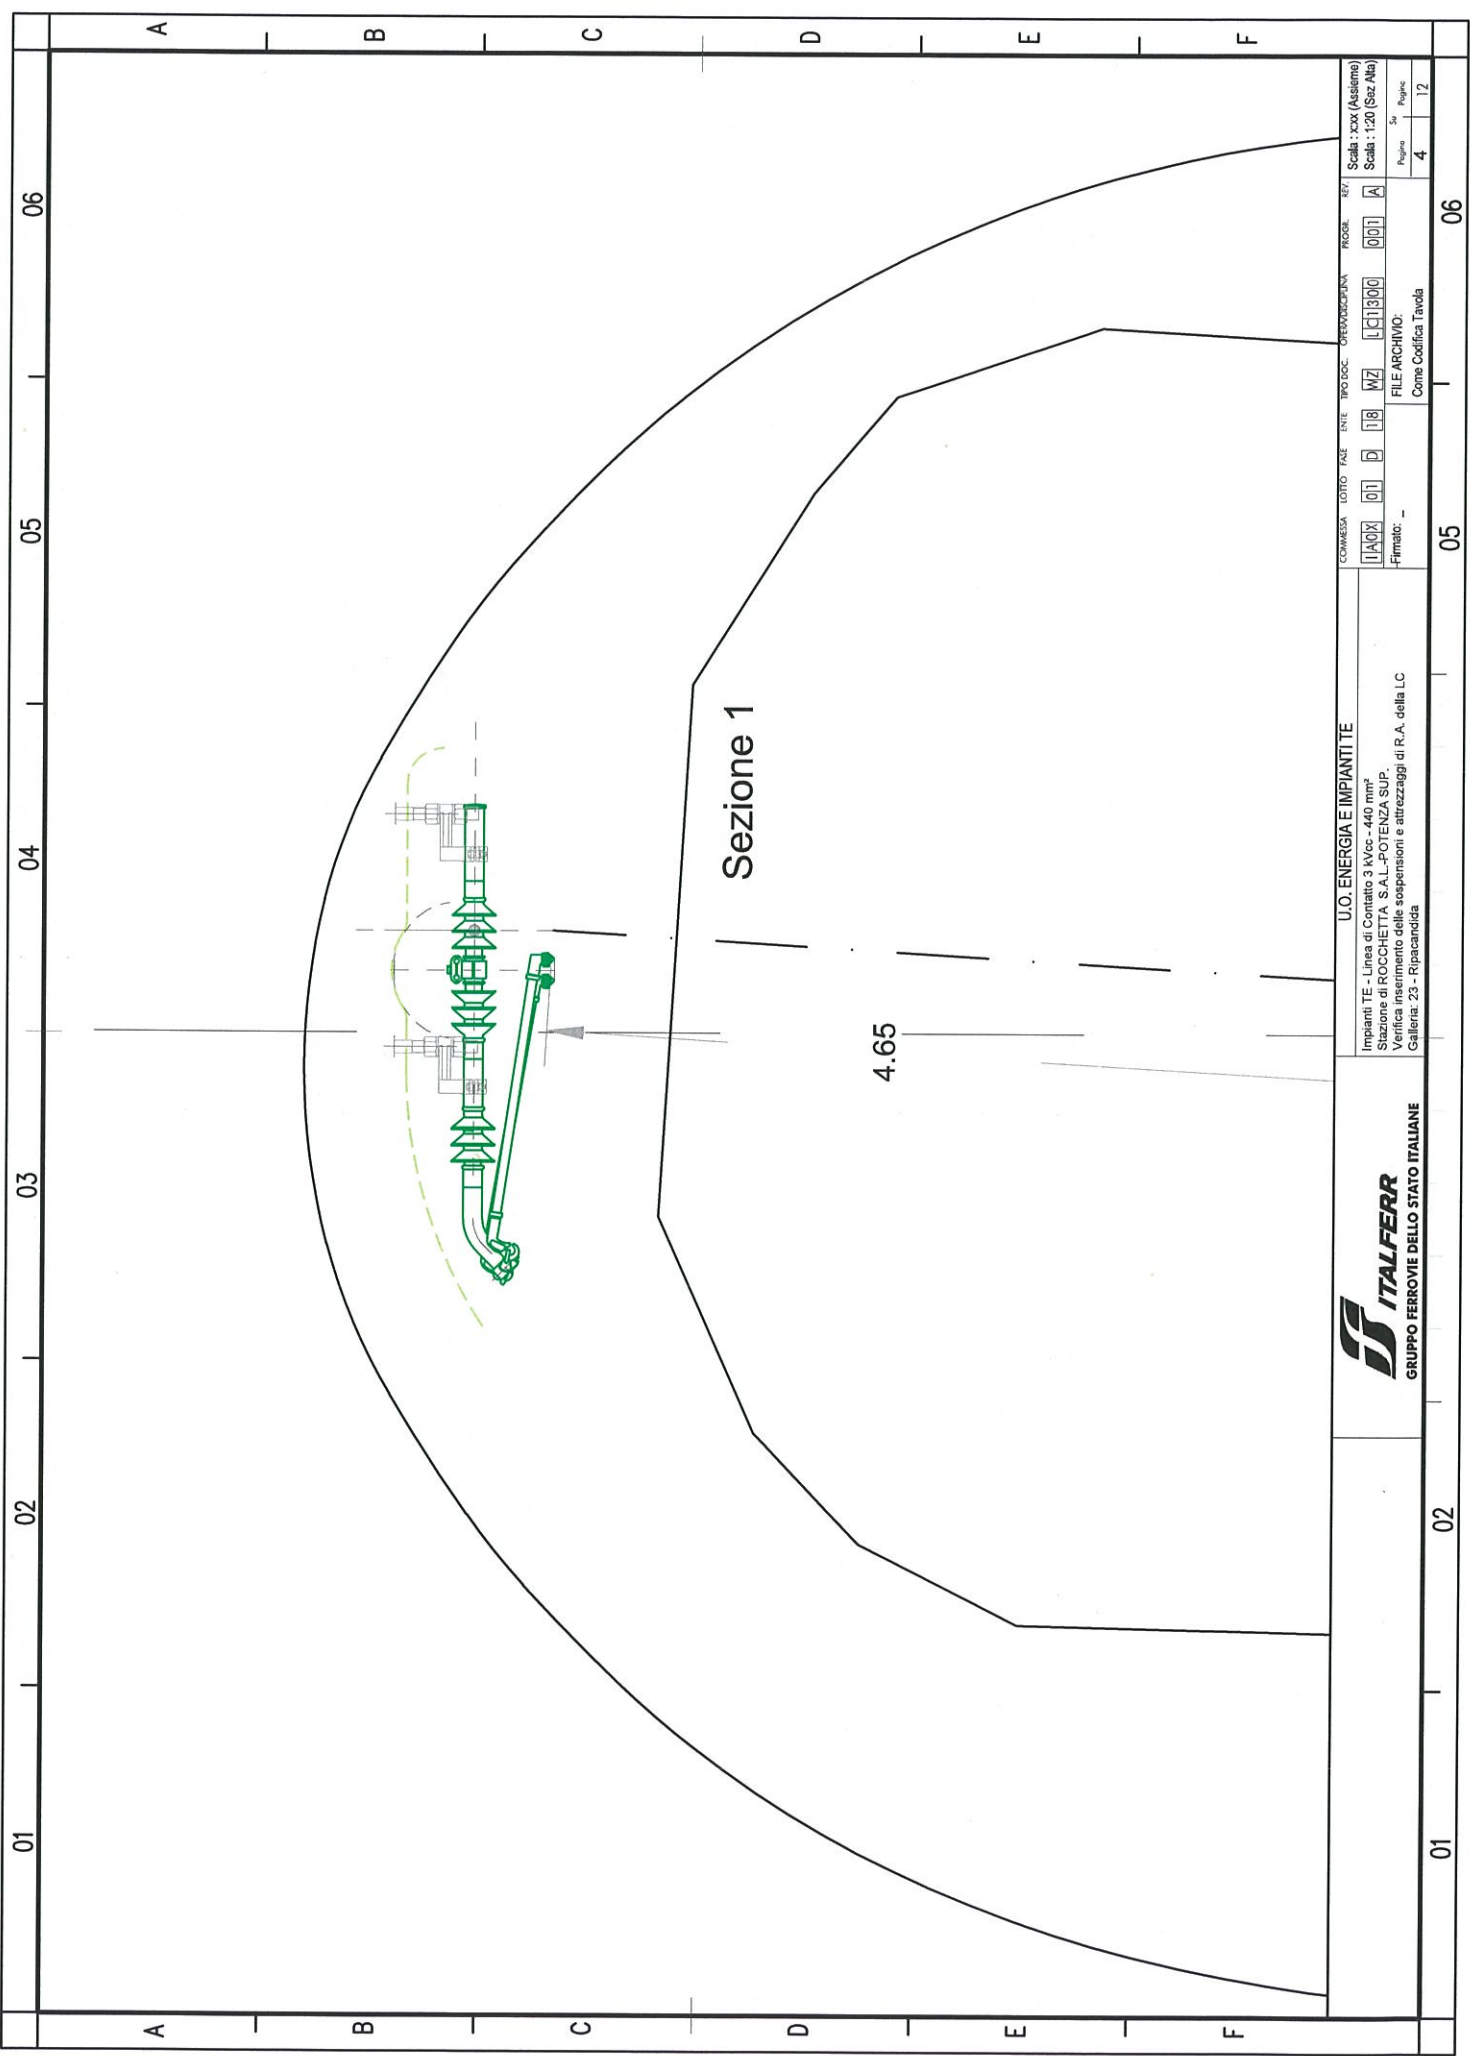 01 02 03 04 05 06
A A
B B
C C
D D
E E
F F
Sezione 1
4.65
ITALFERR
GRUPPO FERROVIE DELLO STATO ITALIANE
U.O. ENERGIA E IMPIANTI TE
Impianti TE - Linea di Contatto 3 kVcc - 440 mm²
Stazione di ROCCHETTA S.A.L.-POTENZA SUP.
Verifica inserimento delle sospensioni e attrezzaggi di R.A. della LC
Galleria: 23 - Ripacandida
COMMESSA LOTTO FASE ENTE TIPO DOC. OPERA/DISCIPLINA PROGR. REV.
IA0X 01 D 18 WZ LC1300 001 A
Firmato: –
FILE ARCHIVIO:
Come Codifica Tavola
Scala : xxx (Assieme)
Scala : 1:20 (Sez Alta)
Pagina Su Pagine
4 12
01 02 05 06